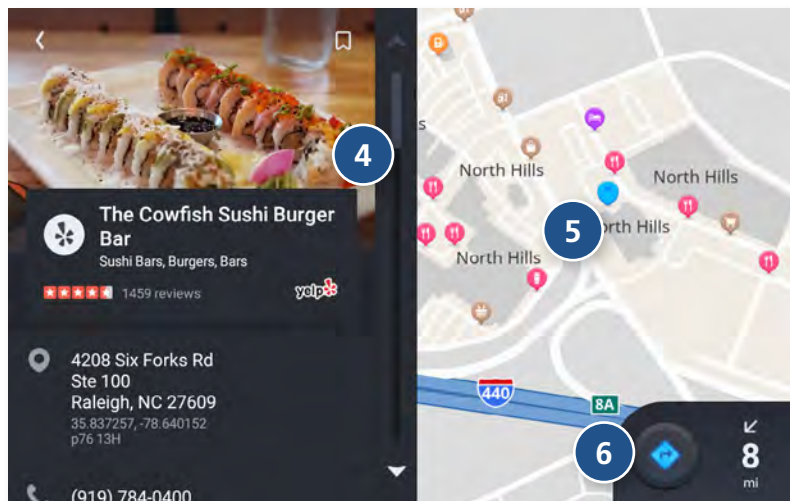 4
The Cowfish Sushi Burger
Bar
Sushi Bars, Burgers, Bars
1459 reviews
yelp
4208 Six Forks Rd
Ste 100
Raleigh, NC 27609
35.837257, -78.640152
p76 13H
(919) 784-0400
s
North Hills
North Hills
5
orth Hills
North Hills
440
8A
6
8
mi